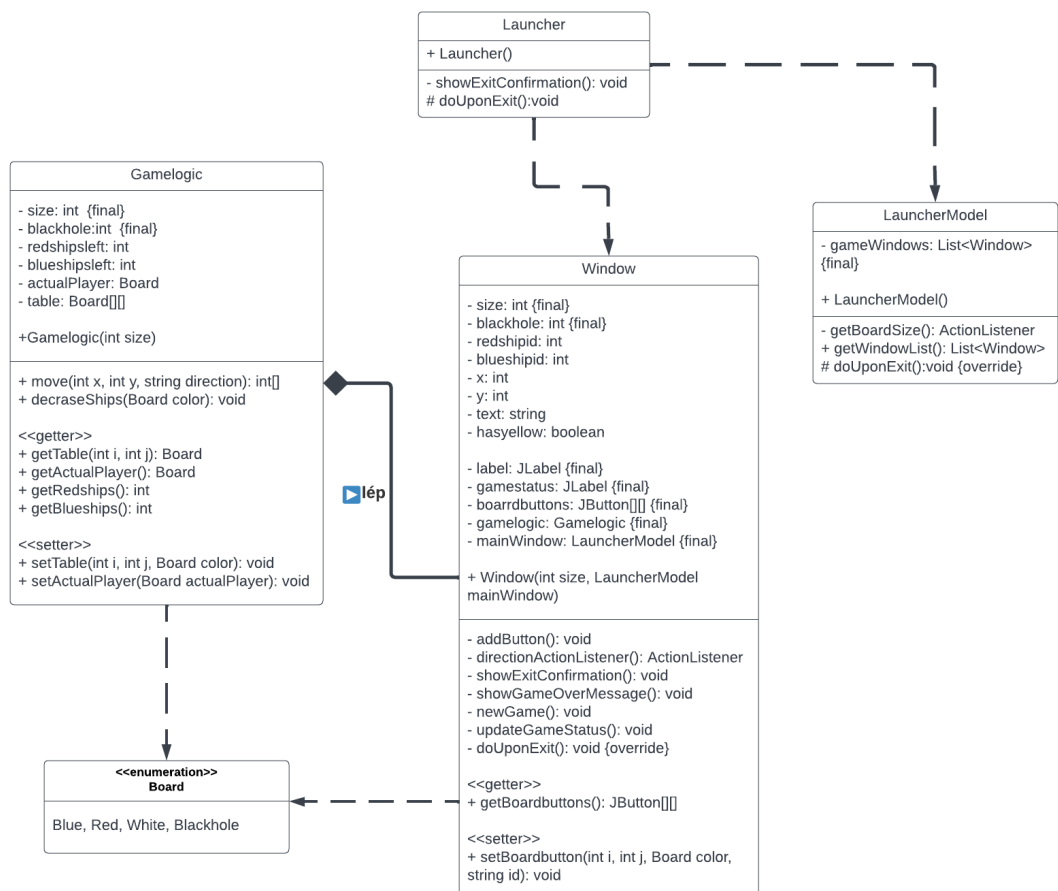 Launcher
+ Launcher()
- showExitConfirmation(): void
# doUponExit():void
Gamelogic
- size: int {final}
- blackhole:int {final}
- redshipsleft: int
- blueshipsleft: int
- actualPlayer: Board
- table: Board[][]
+Gamelogic(int size)
+ move(int x, int y, string direction): int[]
+ decraseShips(Board color): void
<<getter>>
+ getTable(int i, int j): Board
+ getActualPlayer(): Board
+ getRedships(): int
+ getBlueships(): int
<<setter>>
+ setTable(int i, int j, Board color): void
+ setActualPlayer(Board actualPlayer): void
lép
Window
- size: int {final}
- blackhole: int {final}
- redshipid: int
- blueshipid: int
- x: int
- y: int
- text: string
- hasyellow: boolean
- label: JLabel {final}
- gamestatus: JLabel {final}
- boarrdbuttons: JButton[][] {final}
- gamelogic: Gamelogic {final}
- mainWindow: LauncherModel {final}
+ Window(int size, LauncherModel
mainWindow)
- addButton(): void
- directionActionListener(): ActionListener
- showExitConfirmation(): void
- showGameOverMessage(): void
- newGame(): void
- updateGameStatus(): void
- doUponExit(): void {override}
<<getter>>
+ getBoardbuttons(): JButton[][]
<<setter>>
+ setBoardbutton(int i, int j, Board color,
string id): void
LauncherModel
- gameWindows: List<Window>
{final}
+ LauncherModel()
- getBoardSize(): ActionListener
+ getWindowList(): List<Window>
# doUponExit():void {override}
<<enumeration>>
Board
Blue, Red, White, Blackhole